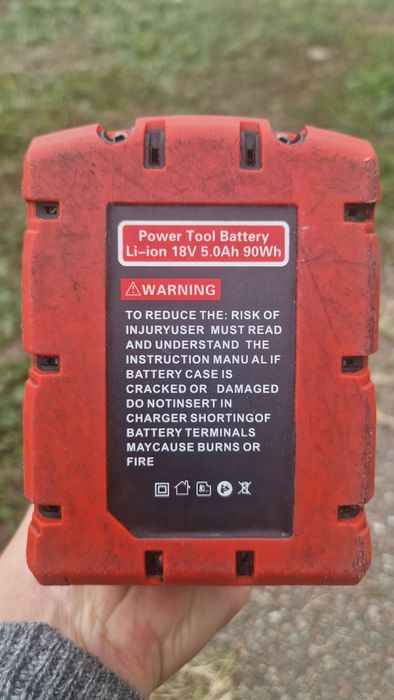 Power Tool Battery
Li-ion 18V 5.0Ah 90Wh
⚠WARNING
TO REDUCE THE: RISK OF
INJURYUSER MUST READ
AND UNDERSTAND THE
INSTRUCTION MANU AL IF
BATTERY CASE IS
CRACKED OR DAMAGED
DO NOTINSERT IN
CHARGER SHORTINGOF
BATTERY TERMINALS
MAYCAUSE BURNS OR
FIRE